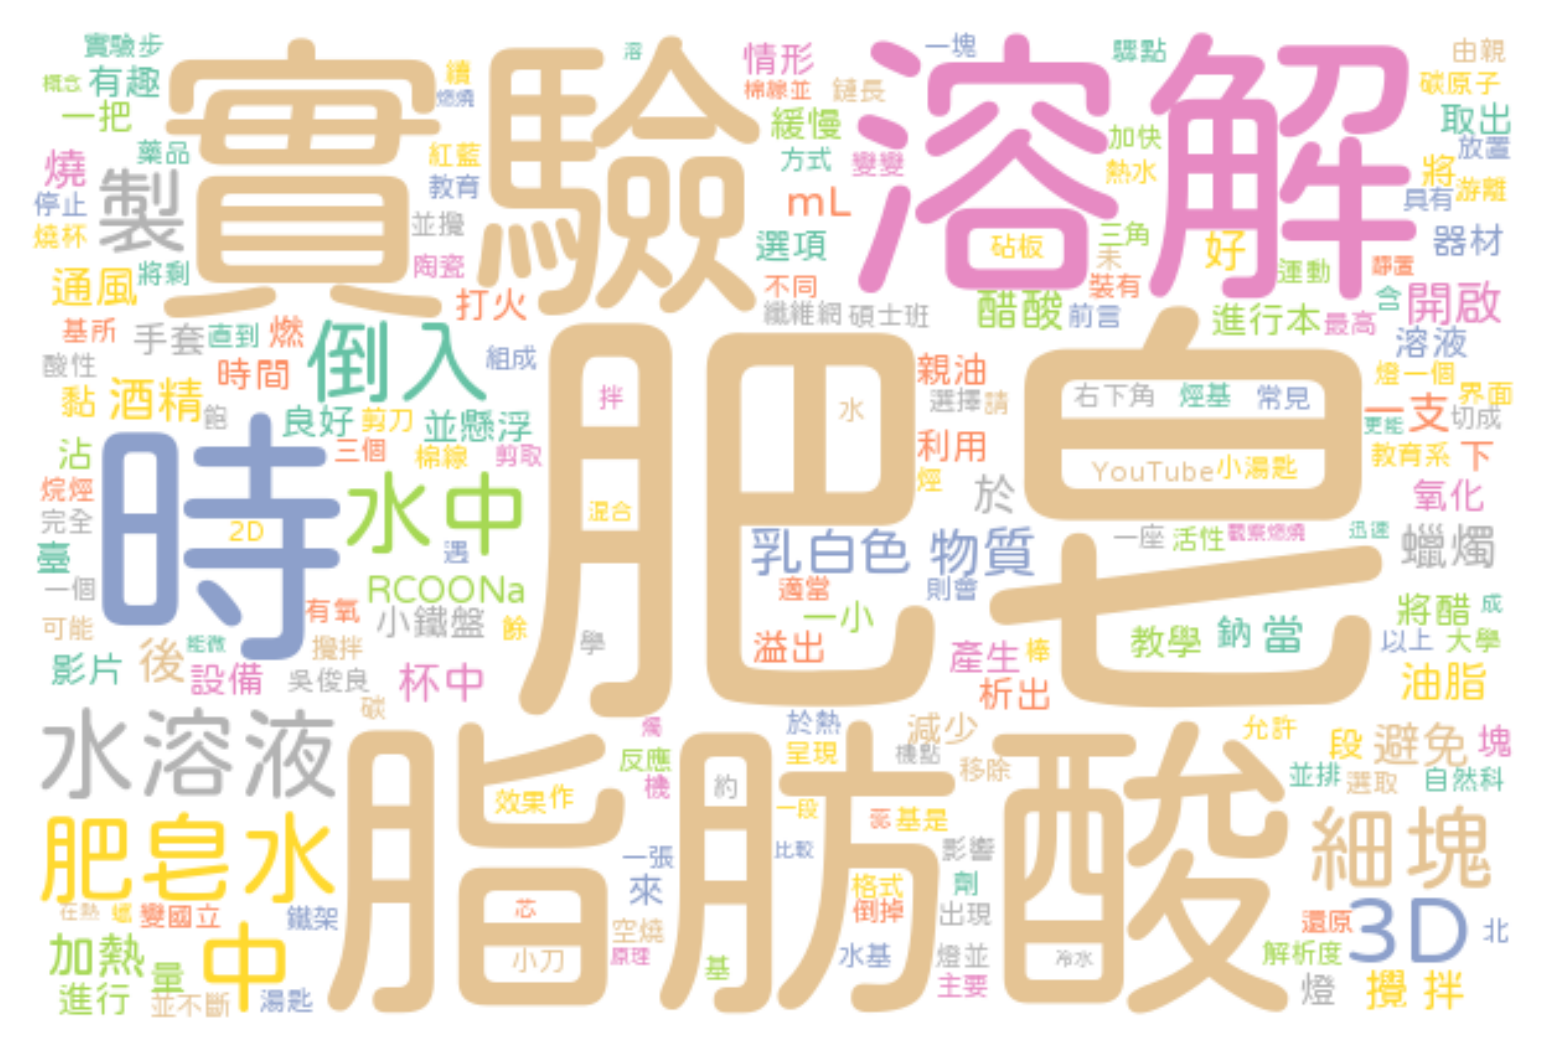 實驗步
有趣
概念
一把
實驗
續
燃燒
溶
情形
棉線並
鏈長
一塊
溶解
驟點
由親
碳原子
取出
放置
藥品
燒
製
停止
燒杯
將剩
通風
紅藍
教育
並攪
陶瓷
打火
緩慢
方式
變變
mL
選項
砧板
加快
熱水
三角
未
好
將
游離
具有
器材
運動
靜置
不同
裝有
纖維網
碩士班
醋酸
前言
進行本
最高
含
開啟
溶液
基所
手套
直到
燃
倒入
組成
酸性
時間
黏
酒精
飽
良好
剪刀
並懸浮
肥皂
拌
水
親油
選擇
請
右下角
烴基
常見
燈一個
界面
一支
切成
更能
沾
三個
棉線
剪取
利用
烴
YouTube
小湯匙
教育系
下
烷烴
完全
時
2D
水中
遇
混合
於
氧化
臺
一個
RCOONa
乳白色
物質
一座
活性
觀察燃燒
迅速
蠟燭
有氧
小鐵盤
餘
適當
則會
一小
將醋
成
可能
後
能微
攪拌
學
溢出
產生
棒
教學
鈉
當
以上
大學
影片
設備
吳俊良
杯中
析出
油脂
碳
水溶液
脂肪酸
燭
於熱
減少
允許
段
避免
塊
反應
呈現
機點
移除
並排
選取
自然科
機
約
效果
作
一段
蕊
基是
肥皂水
細塊
一張
比較
影響
來
格式
劑
在熱
蠟
變國立
鐵架
芯
倒掉
出現
還原
3D
北
空燒
加熱
量
中
小刀
原理
基
水基
燈並
冷水
解析度
進行
並不斷
湯匙
主要
燈
攪
拌